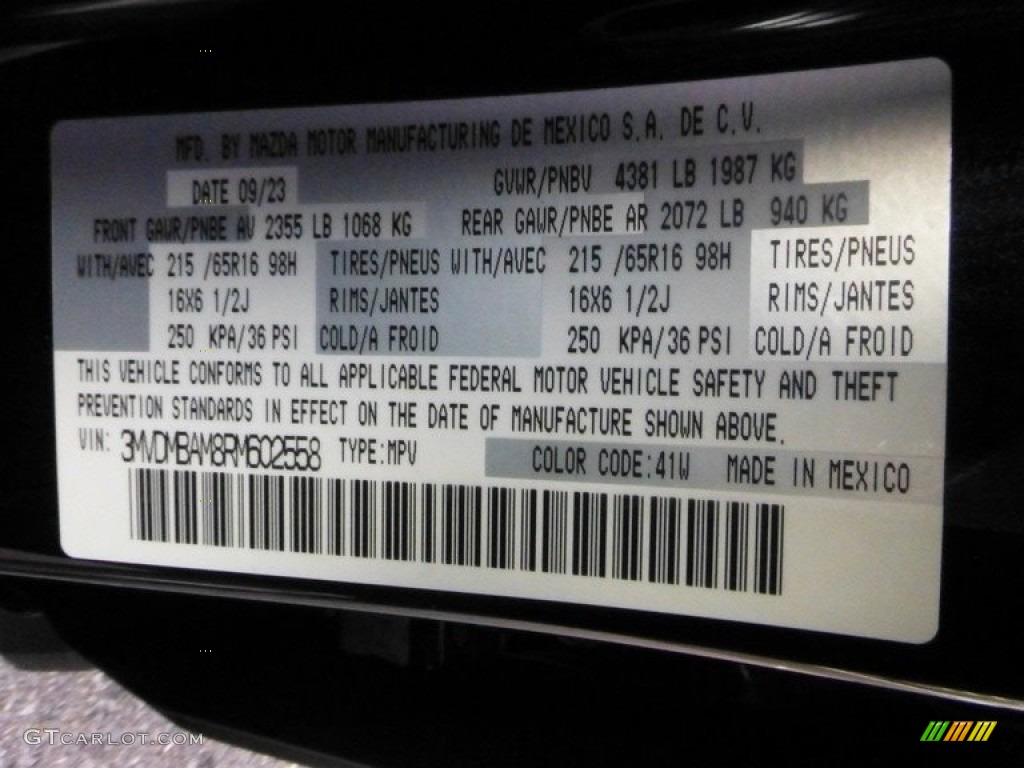 MFD. BY MAZDA MOTOR MANUFACTURING DE MEXICO S.A. DE C.V.
DATE 09/23 GVWR/PNBV 4381 LB 1987 KG
FRONT GAWR/PNBE AV 2355 LB 1068 KG REAR GAWR/PNBE AR 2072 LB 940 KG
WITH/AVEC 215 /65R16 98H TIRES/PNEUS WITH/AVEC 215 /65R16 98H TIRES/PNEUS
16X6 1/2J RIMS/JANTES 16X6 1/2J RIMS/JANTES
250 KPA/36 PSI COLD/A FROID 250 KPA/36 PSI COLD/A FROID
THIS VEHICLE CONFORMS TO ALL APPLICABLE FEDERAL MOTOR VEHICLE SAFETY AND THEFT
PREVENTION STANDARDS IN EFFECT ON THE DATE OF MANUFACTURE SHOWN ABOVE.
VIN: 3MVDMBAM8RM602558 TYPE:MPV COLOR CODE:41W MADE IN MEXICO
GTCARLOT.COM